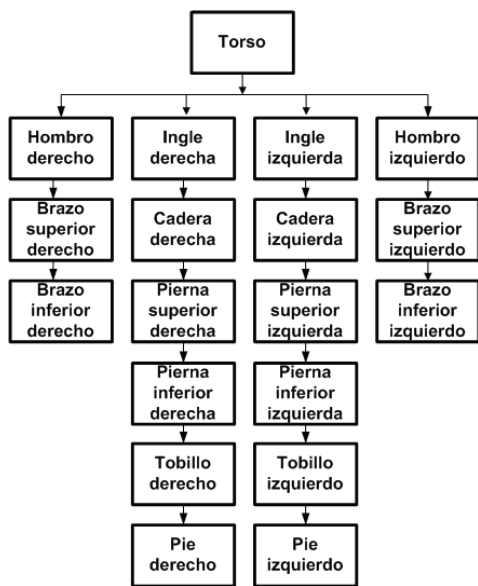 Torso
Hombro
derecho
Ingle
derecha
Ingle
izquierda
Hombro
izquierdo
Brazo
superior
derecho
Cadera
derecha
Cadera
izquierda
Brazo
superior
izquierdo
Brazo
inferior
derecho
Pierna
superior
derecha
Pierna
superior
izquierda
Brazo
inferior
izquierdo
Pierna
inferior
derecha
Pierna
inferior
izquierda
Tobillo
derecho
Tobillo
izquierdo
Pie
derecho
Pie
izquierdo